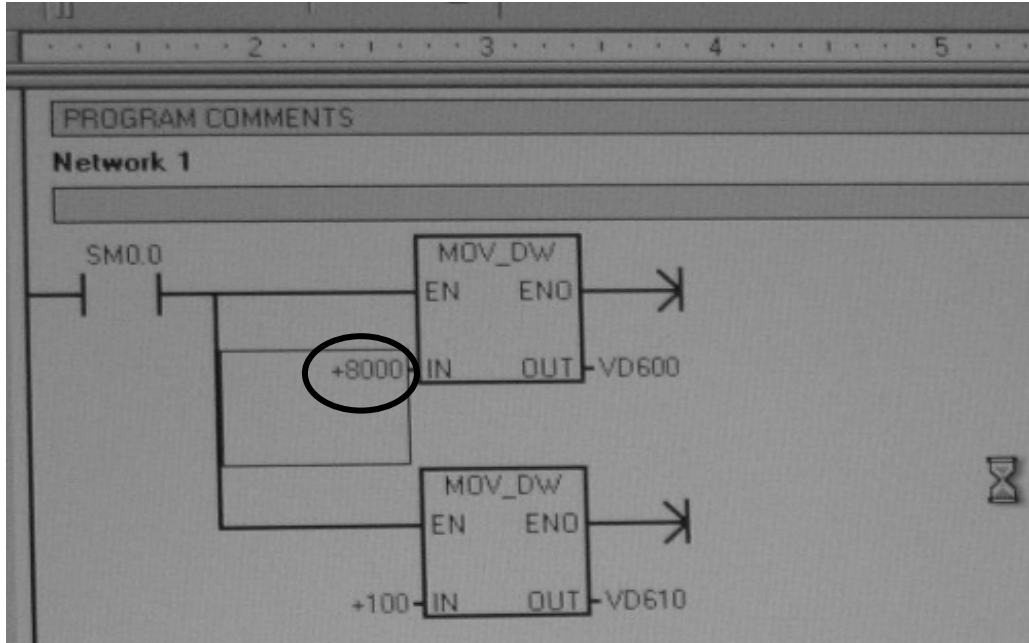 2 3 4 5
PROGRAM COMMENTS
Network 1
SM0.0
MOV_DW
EN ENO
+8000 IN OUT VD600
MOV_DW
EN ENO
+100 IN OUT VD610